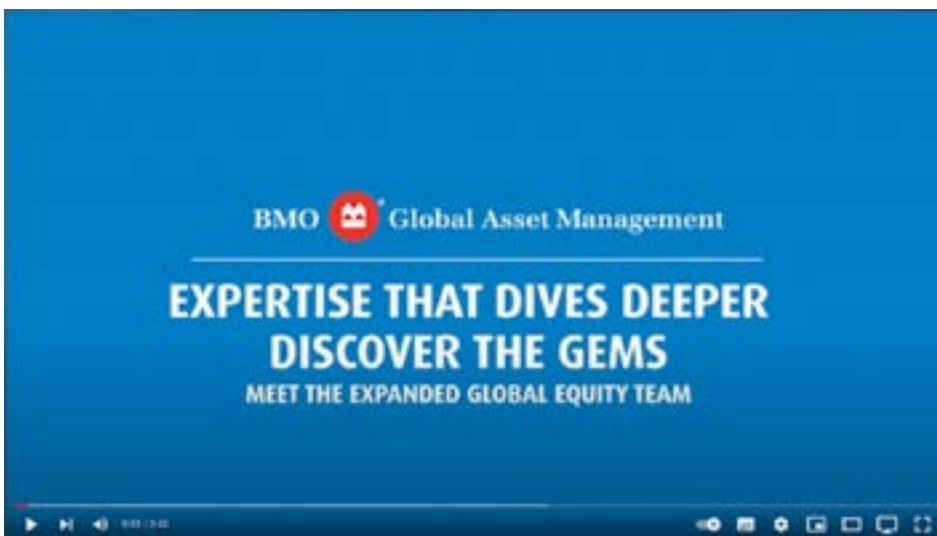 BMO Global Asset Management
EXPERTISE THAT DIVES DEEPER
DISCOVER THE GEMS
MEET THE EXPANDED GLOBAL EQUITY TEAM